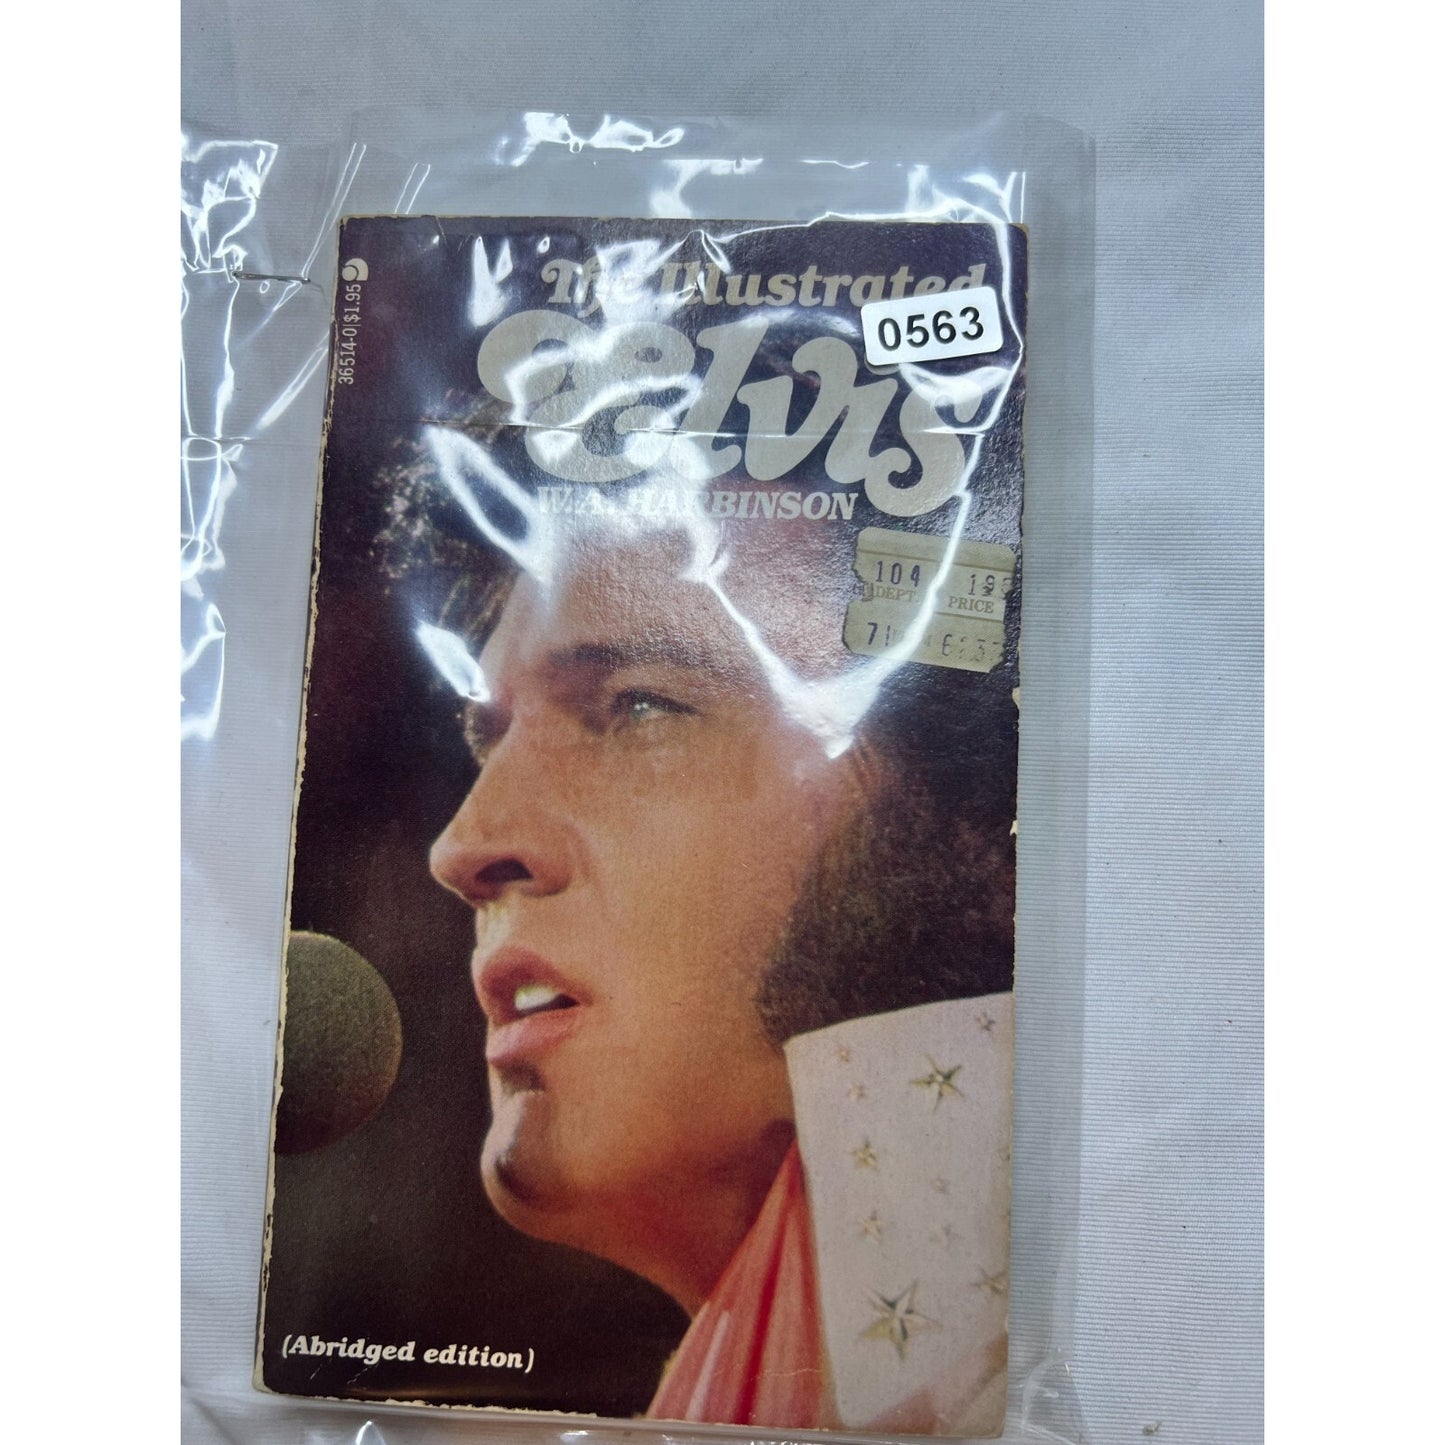 36514-0|$1.95
The Illustrated
Elvis
0563
W.A. HARBINSON
104
DEPT. PRICE
(Abridged edition)